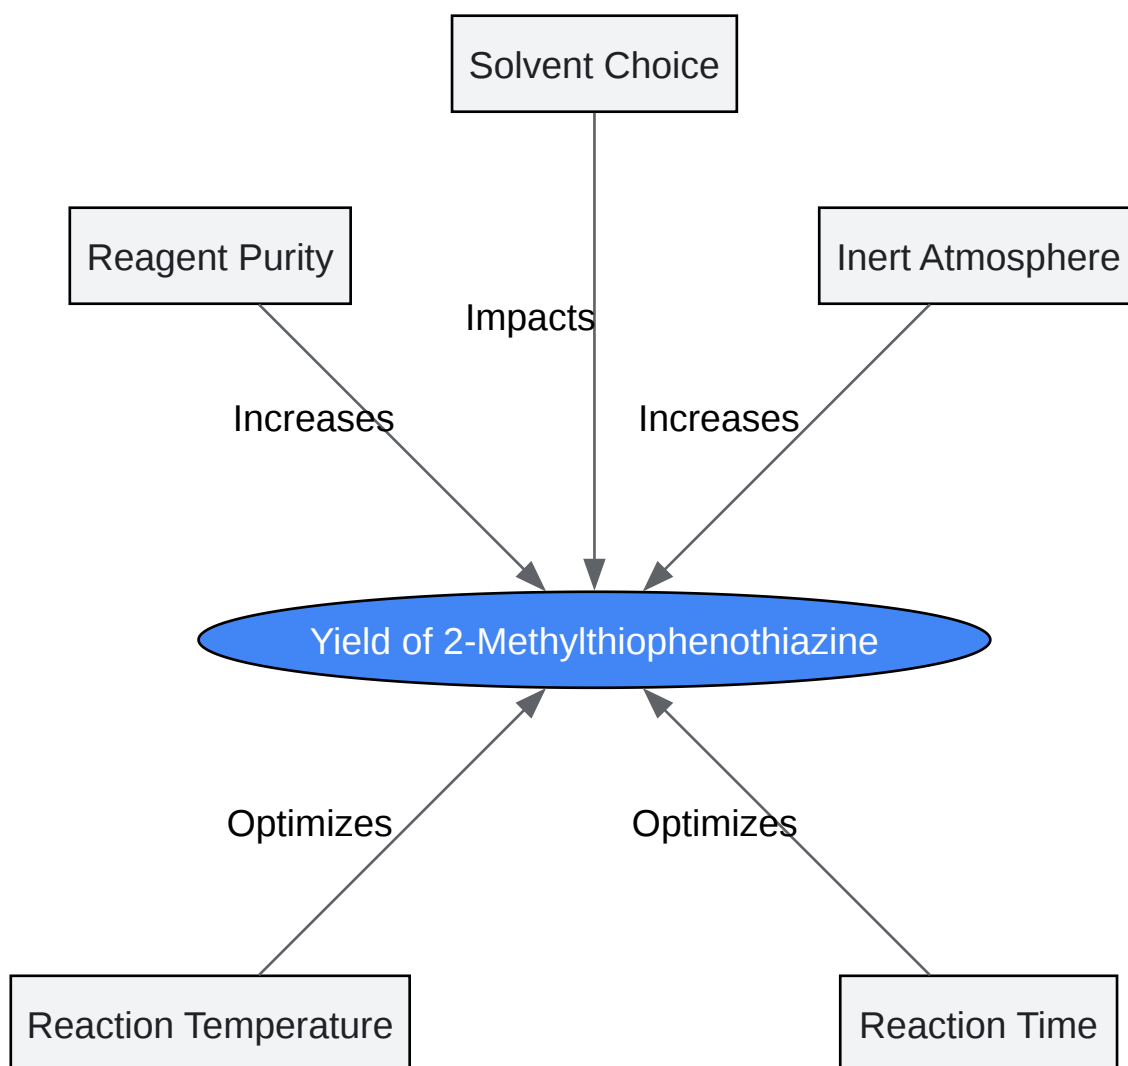 Solvent Choice
Reagent Purity
Inert Atmosphere
Impacts
Increases
Increases
Yield of 2-Methylthiophenothiazine
Optimizes
Optimizes
Reaction Temperature
Reaction Time